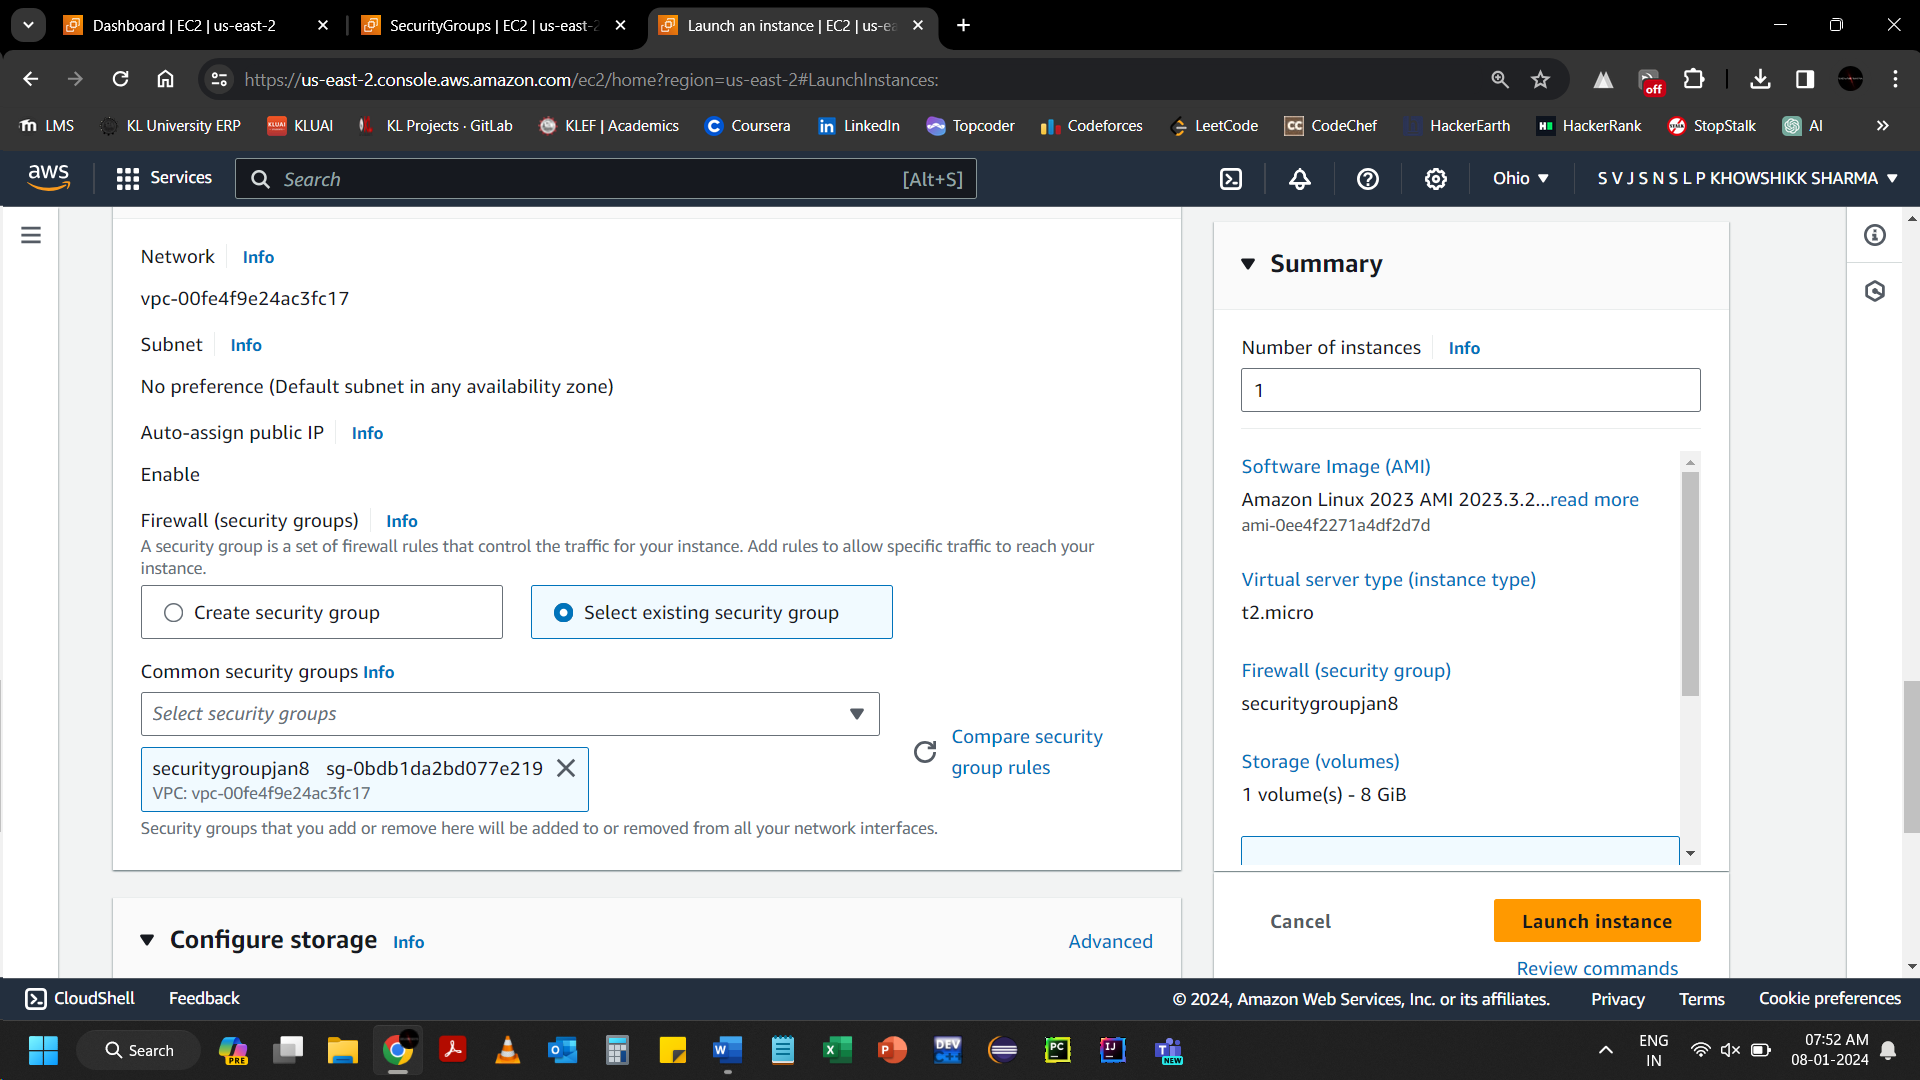 Dashboard | EC2 | us-east-2
SecurityGroups | EC2 | us-east-2
Launch an instance | EC2 | us-ea
https://us-east-2.console.aws.amazon.com/ec2/home?region=us-east-2#LaunchInstances:
off
LMS
KL University ERP
KLUAI
KL Projects · GitLab
KLEF | Academics
Coursera
LinkedIn
Topcoder
Codeforces
LeetCode
CodeChef
HackerEarth
HackerRank
StopStalk
AI
aws
Services
Search
[Alt+S]
Ohio
S V J S N S L P KHOWSHIKK SHARMA
Network
Info
vpc-00fe4f9e24ac3fc17
Subnet
Info
No preference (Default subnet in any availability zone)
Auto-assign public IP
Info
Enable
Firewall (security groups)
Info
A security group is a set of firewall rules that control the traffic for your instance. Add rules to allow specific traffic to reach your
instance.
Create security group
Select existing security group
Common security groups Info
Select security groups
securitygroupjan8 sg-0bdb1da2bd077e219
VPC: vpc-00fe4f9e24ac3fc17
Compare security
group rules
Security groups that you add or remove here will be added to or removed from all your network interfaces.
Configure storage
Info
Advanced
Summary
Number of instances
Info
1
Software Image (AMI)
Amazon Linux 2023 AMI 2023.3.2...read more
ami-0ee4f2271a4df2d7d
Virtual server type (instance type)
t2.micro
Firewall (security group)
securitygroupjan8
Storage (volumes)
1 volume(s) - 8 GiB
Cancel
Launch instance
Review commands
CloudShell
Feedback
© 2024, Amazon Web Services, Inc. or its affiliates.
Privacy
Terms
Cookie preferences
Search
PRE
DEV
PC
IJ
NEW
ENG
IN
07:52 AM
08-01-2024